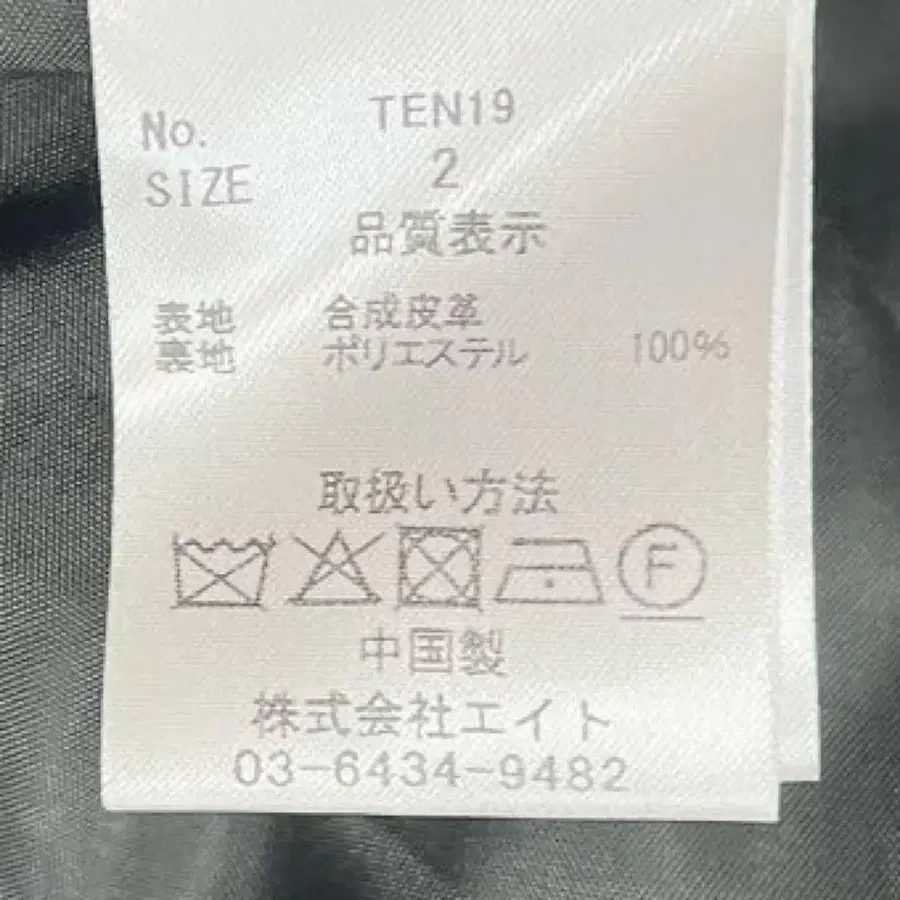 No. TEN19
SIZE 2
品質表示
表地 合成皮革
裏地 ポリエステル 100%
取扱い方法
F
中国製
株式会社エイト
03-6434-9482